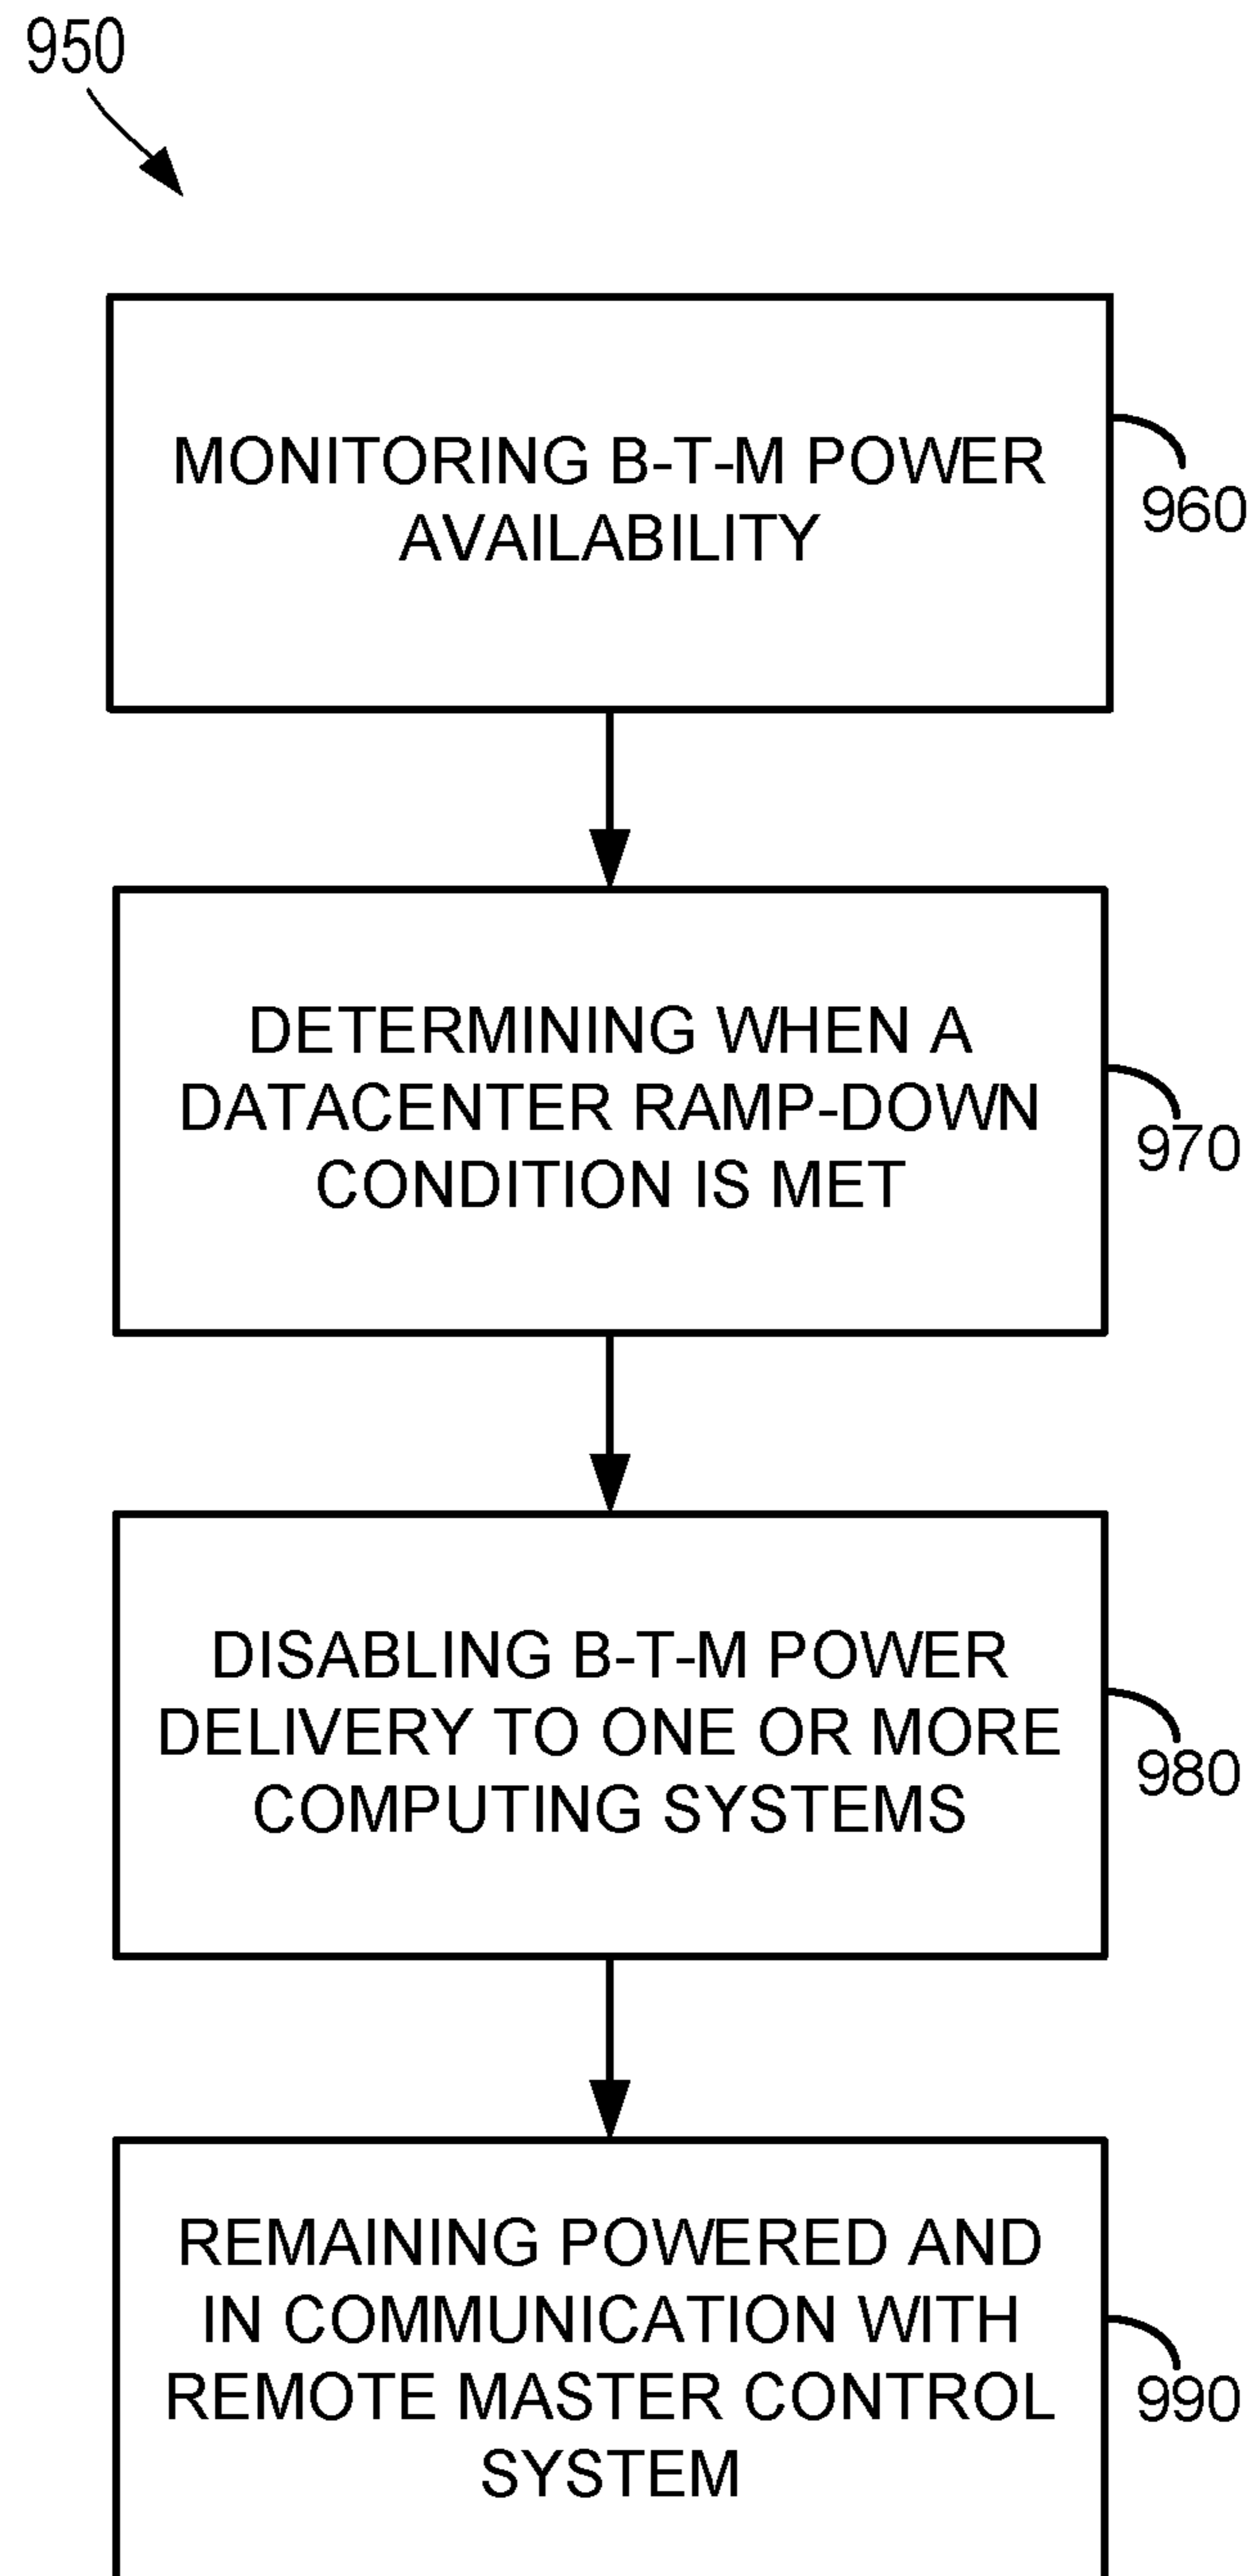 950
MONITORING B-T-M POWER
AVAILABILITY
960
DETERMINING WHEN A
DATACENTER RAMP-DOWN
CONDITION IS MET
970
DISABLING B-T-M POWER
DELIVERY TO ONE OR MORE
COMPUTING SYSTEMS
980
REMAINING POWERED AND
IN COMMUNICATION WITH
REMOTE MASTER CONTROL
SYSTEM
990